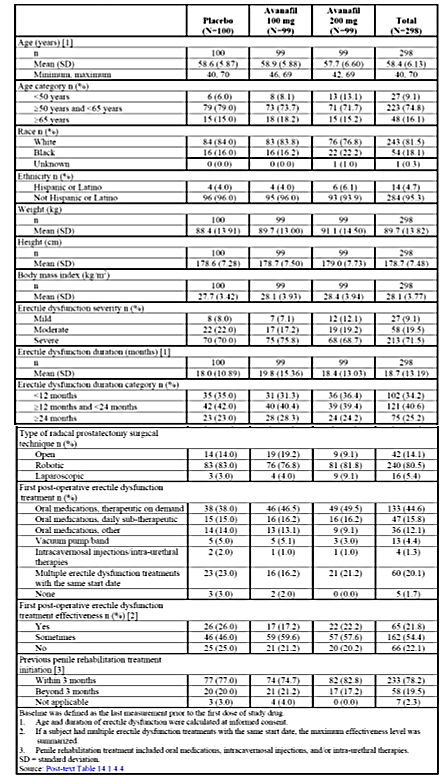 Placebo (N=100) Avanafil 100 mg (N=99) Avanafil 200 mg (N=99) Total (N=298)
Age (years) [1]
n 100 99 99 298
Mean (SD) 58.6 (5.87) 58.9 (5.88) 57.7 (6.60) 58.4 (6.13)
Minimum, maximum 40, 70 46, 69 42, 69 40, 70
Age category n (%)
<50 years 6 (6.0) 8 (8.1) 13 (13.1) 27 (9.1)
≥50 years and <65 years 79 (79.0) 73 (73.7) 71 (71.7) 223 (74.8)
≥65 years 15 (15.0) 18 (18.2) 15 (15.2) 48 (16.1)
Race n (%)
White 84 (84.0) 83 (83.8) 76 (76.8) 243 (81.5)
Black 16 (16.0) 16 (16.2) 22 (22.2) 54 (18.1)
Unknown 0 (0.0) 0 (0.0) 1 (1.0) 1 (0.3)
Ethnicity n (%)
Hispanic or Latino 4 (4.0) 4 (4.0) 6 (6.1) 14 (4.7)
Not Hispanic or Latino 96 (96.0) 95 (96.0) 93 (93.9) 284 (95.3)
Weight (kg)
n 100 99 99 298
Mean (SD) 88.4 (13.91) 89.7 (13.00) 91.1 (14.50) 89.7 (13.82)
Height (cm)
n 100 99 99 298
Mean (SD) 178.6 (7.28) 178.7 (7.50) 179.0 (7.73) 178.7 (7.48)
Body mass index (kg/m²)
n 100 99 99 298
Mean (SD) 27.7 (3.42) 28.1 (3.93) 28.4 (3.94) 28.1 (3.77)
Erectile dysfunction severity n (%)
Mild 8 (8.0) 7 (7.1) 12 (12.1) 27 (9.1)
Moderate 22 (22.0) 17 (17.2) 19 (19.2) 58 (19.5)
Severe 70 (70.0) 75 (75.8) 68 (68.7) 213 (71.5)
Erectile dysfunction duration (months) [1]
n 100 99 99 298
Mean (SD) 18.0 (10.89) 19.8 (15.36) 18.4 (13.03) 18.7 (13.19)
Erectile dysfunction duration category n (%)
<12 months 35 (35.0) 31 (31.3) 36 (36.4) 102 (34.2)
≥12 months and <24 months 42 (42.0) 40 (40.4) 39 (39.4) 121 (40.6)
≥24 months 23 (23.0) 28 (28.3) 24 (24.2) 75 (25.2)
Type of radical prostatectomy surgical
technique n (%)
Open 14 (14.0) 19 (19.2) 9 (9.1) 42 (14.1)
Robotic 83 (83.0) 76 (76.8) 81 (81.8) 240 (80.5)
Laparoscopic 3 (3.0) 4 (4.0) 9 (9.1) 16 (5.4)
First post-operative erectile dysfunction
treatment n (%)
Oral medications, therapeutic on demand 38 (38.0) 46 (46.5) 49 (49.5) 133 (44.6)
Oral medications, daily sub-therapeutic 15 (15.0) 16 (16.2) 16 (16.2) 47 (15.8)
Oral medications, other 14 (14.0) 13 (13.1) 9 (9.1) 36 (12.1)
Vacuum pump/band 5 (5.0) 5 (5.1) 3 (3.0) 13 (4.4)
Intracavernosal injections/intra-urethral 2 (2.0) 1 (1.0) 1 (1.0) 4 (1.3)
therapies
Multiple erectile dysfunction treatments 23 (23.0) 16 (16.2) 21 (21.2) 60 (20.1)
with the same start date
None 3 (3.0) 2 (2.0) 0 (0.0) 5 (1.7)
First post-operative erectile dysfunction
treatment effectiveness n (%) [2]
Yes 26 (26.0) 17 (17.2) 22 (22.2) 65 (21.8)
Sometimes 46 (46.0) 59 (59.6) 57 (57.6) 162 (54.4)
No 25 (25.0) 21 (21.2) 20 (20.2) 66 (22.1)
Previous penile rehabilitation treatment
initiation [3]
Within 3 months 77 (77.0) 74 (74.7) 82 (82.8) 233 (78.2)
Beyond 3 months 20 (20.0) 21 (21.2) 17 (17.2) 58 (19.5)
Not applicable 3 (3.0) 4 (4.0) 0 (0.0) 7 (2.3)
Baseline was defined as the last measurement prior to the first dose of study drug.
1. Age and duration of erectile dysfunction were calculated at informed consent.
2. If a subject had multiple erectile dysfunction treatments with the same start date, the maximum effectiveness level was
summarized.
3. Penile rehabilitation treatment included oral medications, intracavernosal injections, and/or intra-urethral therapies.
SD = standard deviation.
Source: Post-text Table 14.1.4.4